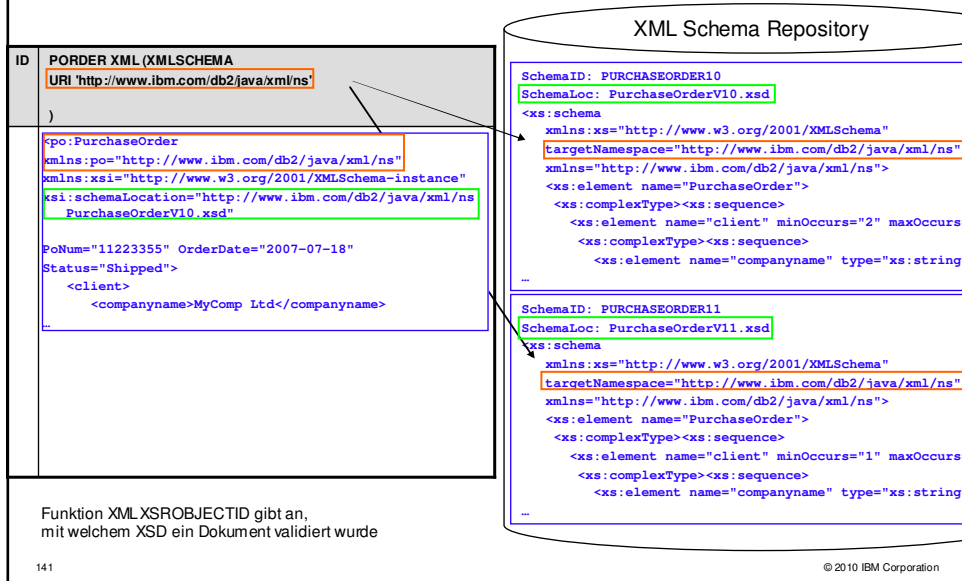 XML Schema Repository
ID
PORDER XML (XMLSCHEMA
URI 'http://www.ibm.com/db2/java/xml/ns'
)
<po:PurchaseOrder
xmlns:po="http://www.ibm.com/db2/java/xml/ns"
xmlns:xsi="http://www.w3.org/2001/XMLSchema-instance"
xsi:schemaLocation="http://www.ibm.com/db2/java/xml/ns
PurchaseOrderV10.xsd"
PoNum="11223355" OrderDate="2007-07-18"
Status="Shipped">
<client>
<companyname>MyComp Ltd</companyname>
…
SchemaID: PURCHASEORDER10
SchemaLoc: PurchaseOrderV10.xsd
<xs:schema
xmlns:xs="http://www.w3.org/2001/XMLSchema"
targetNamespace="http://www.ibm.com/db2/java/xml/ns"
xmlns="http://www.ibm.com/db2/java/xml/ns">
<xs:element name="PurchaseOrder">
<xs:complexType><xs:sequence>
<xs:element name="client" minOccurs="2" maxOccurs
<xs:complexType><xs:sequence>
<xs:element name="companyname" type="xs:string
…
SchemaID: PURCHASEORDER11
SchemaLoc: PurchaseOrderV11.xsd
<xs:schema
xmlns:xs="http://www.w3.org/2001/XMLSchema"
targetNamespace="http://www.ibm.com/db2/java/xml/ns"
xmlns="http://www.ibm.com/db2/java/xml/ns">
<xs:element name="PurchaseOrder">
<xs:complexType><xs:sequence>
<xs:element name="client" minOccurs="1" maxOccurs
<xs:complexType><xs:sequence>
<xs:element name="companyname" type="xs:string
…
Funktion XMLXSROBJECTID gibt an,
mit welchem XSD ein Dokument validiert wurde
141
© 2010 IBM Corporation